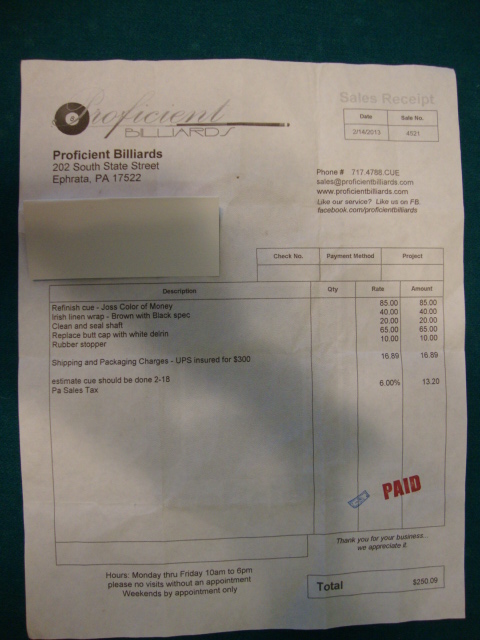 Proficient
BILLIARDS
Sales Receipt
Date
Sale No.
2/14/2013
4521
Proficient Billiards
202 South State Street
Ephrata, PA 17522
Phone # 717.4788.CUE
sales@proficientbilliards.com
www.proficientbilliards.com
Like our service? Like us on FB.
facebook.com/proficientbilliards
Check No.
Payment Method
Project
Description
Qty
Rate
Amount
Refinish cue - Joss Color of Money 85.00 85.00
Irish linen wrap - Brown with Black spec 40.00 40.00
Clean and seal shaft 20.00 20.00
Replace butt cap with white delrin 65.00 65.00
Rubber stopper 10.00 10.00
Shipping and Packaging Charges - UPS insured for $300 16.89 16.89
estimate cue should be done 2-18
Pa Sales Tax 6.00% 13.20
PAID
Thank you for your business...
we appreciate it.
Hours: Monday thru Friday 10am to 6pm
please no visits without an appointment
Weekends by appointment only
Total $250.09